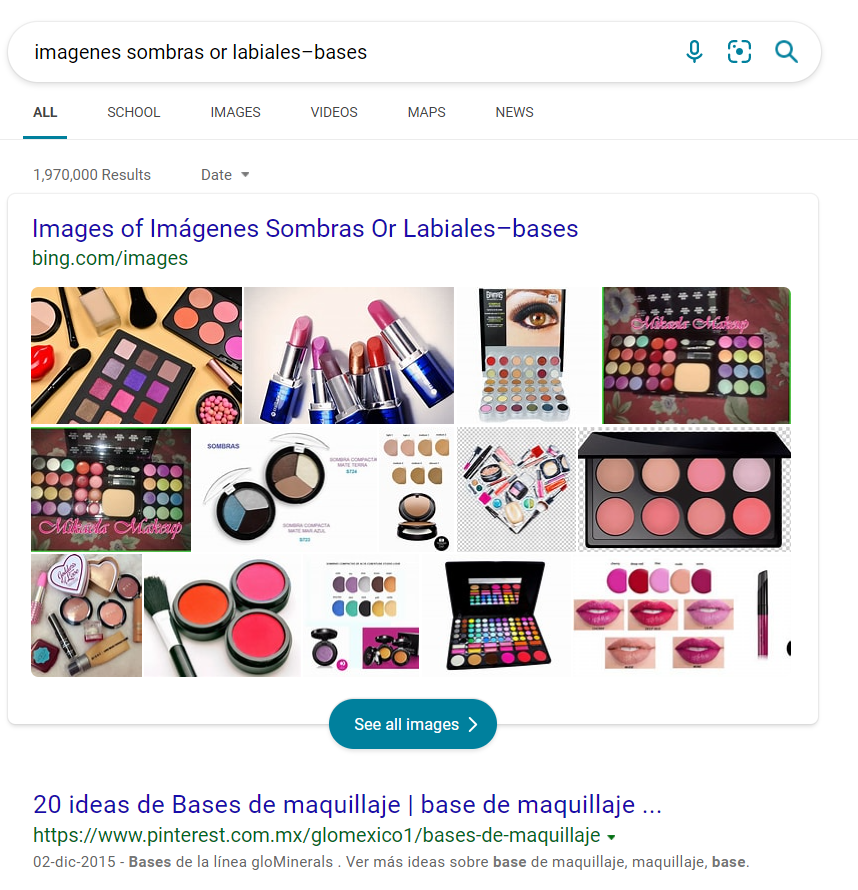 imagenes sombras or labiales–bases
ALL SCHOOL IMAGES VIDEOS MAPS NEWS
1,970,000 Results Date
Images of Imágenes Sombras Or Labiales–bases
bing.com/images
Mikaela Makeup
SOMBRAS
SOMBRA COMPACTA
MATE TERRA
SOMBRA COMPACTA
MATE MAR AZUL
Mikaela Makeup
See all images
20 ideas de Bases de maquillaje | base de maquillaje ...
https://www.pinterest.com.mx/glomexico1/bases-de-maquillaje
02-dic-2015 - Bases de la línea gloMinerals . Ver más ideas sobre base de maquillaje, maquillaje, base.